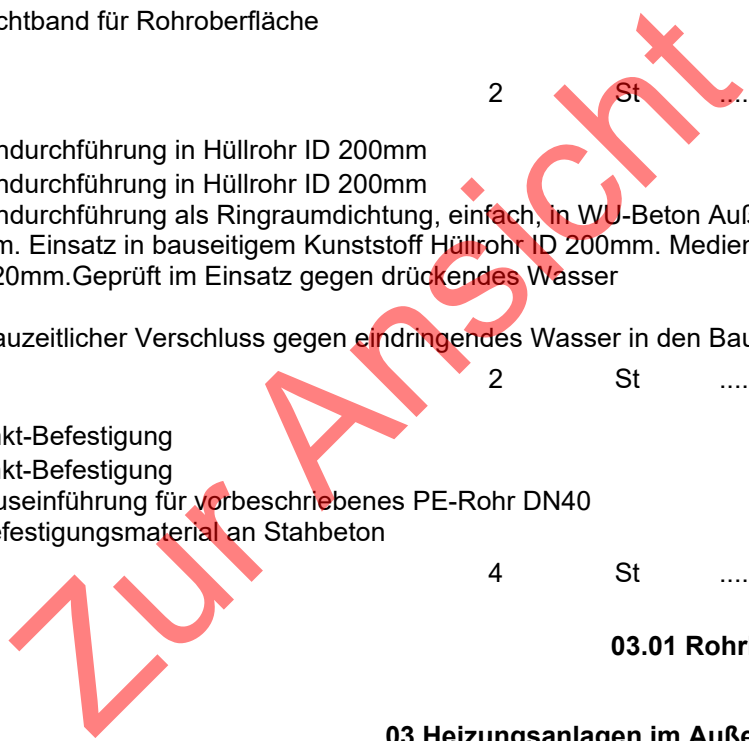 chtband für Rohroberfläche
2 St ....
ndurchführung in Hüllrohr ID 200mm
ndurchführung in Hüllrohr ID 200mm
ndurchführung als Ringraumdichtung, einfach, in WU-Beton Auß
m. Einsatz in bauseitigem Kunststoff Hüllrohr ID 200mm. Medien
20mm.Geprüft im Einsatz gegen drückendes Wasser
auzeitlicher Verschluss gegen eindringendes Wasser in den Bau
2 St ....
nkt-Befestigung
nkt-Befestigung
useinführung für vorbeschriebenes PE-Rohr DN40
efestigungsmaterial an Stahbeton
4 St ....
03.01 Rohr
03 Heizungsanlagen im Auße
Zur Ansicht